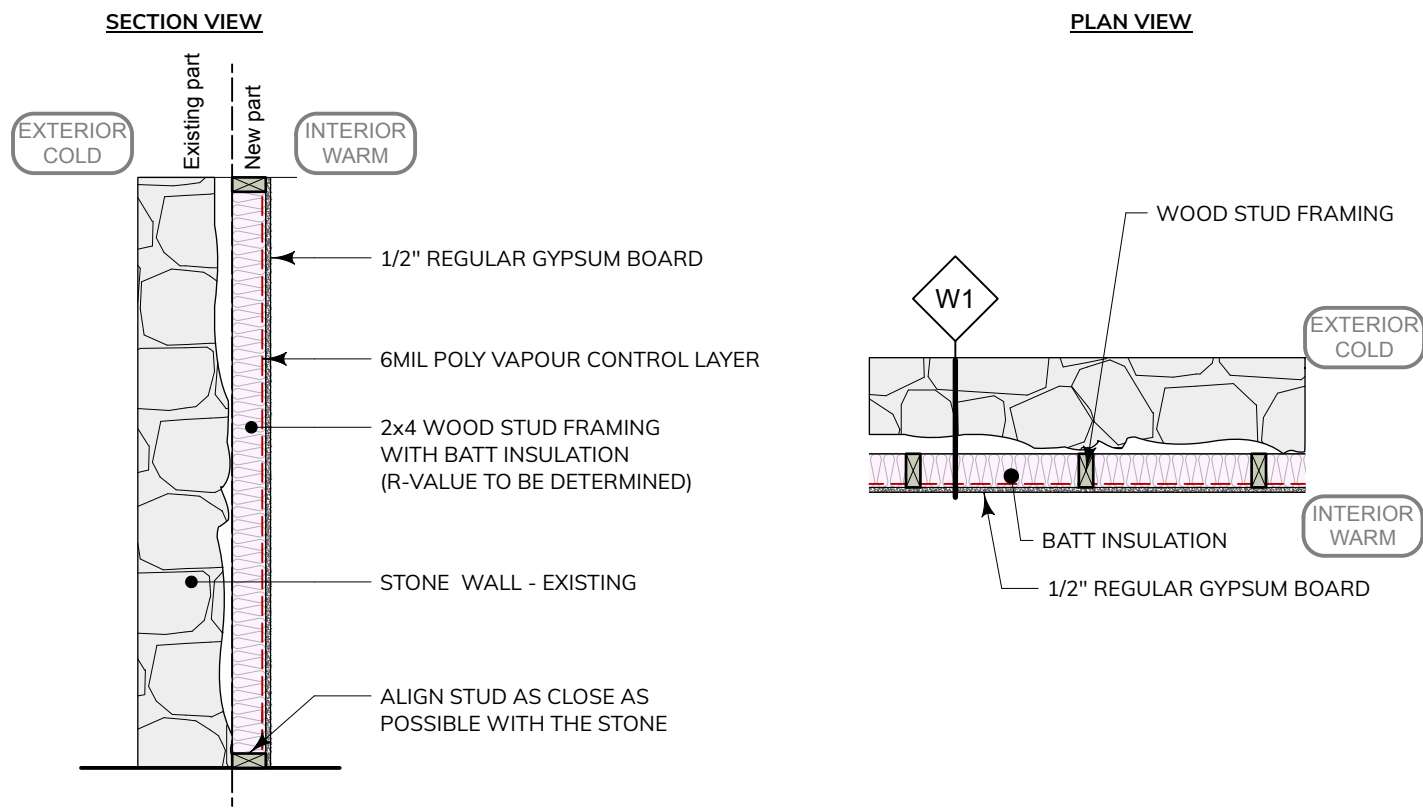 SECTION VIEW
Existing part
New part
EXTERIOR
COLD
INTERIOR
WARM
1/2" REGULAR GYPSUM BOARD
6MIL POLY VAPOUR CONTROL LAYER
2x4 WOOD STUD FRAMING
WITH BATT INSULATION
(R-VALUE TO BE DETERMINED)
STONE WALL - EXISTING
ALIGN STUD AS CLOSE AS
POSSIBLE WITH THE STONE
PLAN VIEW
WOOD STUD FRAMING
W1
EXTERIOR
COLD
INTERIOR
WARM
BATT INSULATION
1/2" REGULAR GYPSUM BOARD